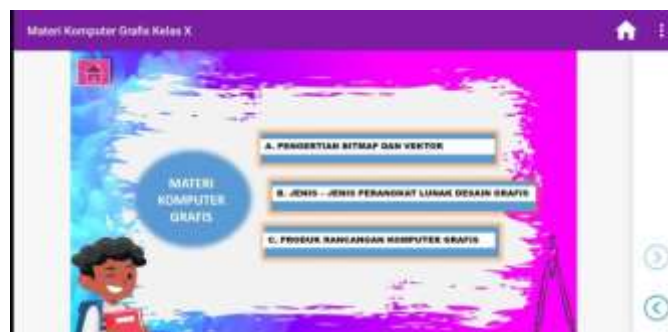 Materi Komputer Grafis Kelas X
MATERI
KOMPUTER
GRAFIS
A. PENGERTIAN BITMAP DAN VEKTOR
B. JENIS - JENIS PERANGKAT LUNAK DESAIN GRAFIS
C. PRODUK RANCANGAN KOMPUTER GRAFIS